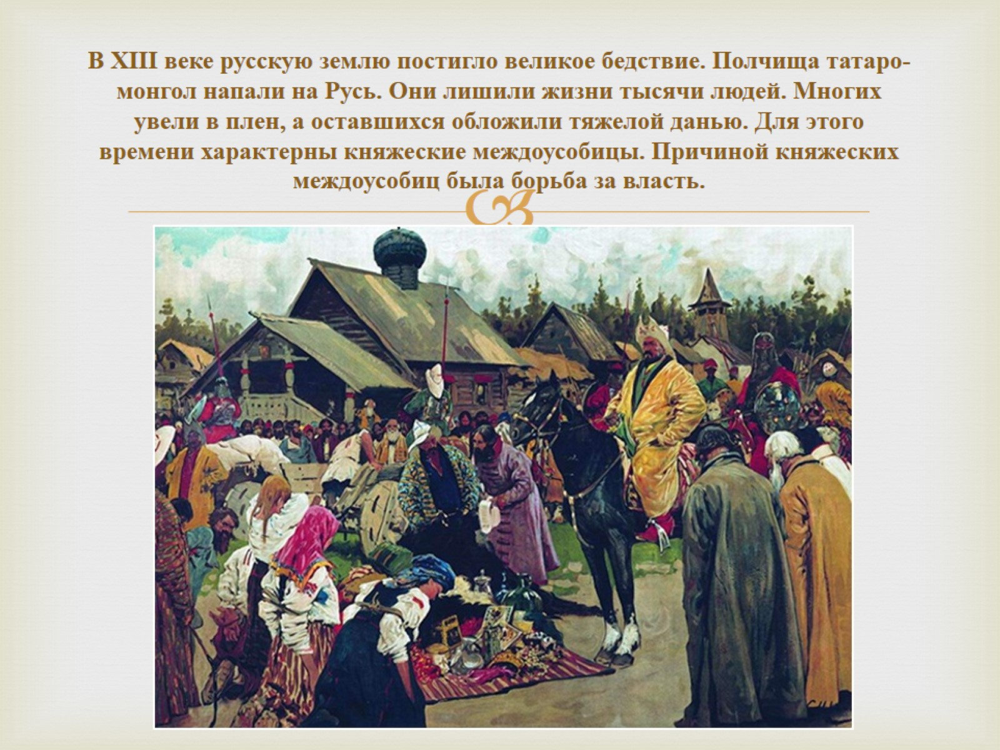 В XIII веке русскую землю постигло великое бедствие. Полчища татаро-
монгол напали на Русь. Они лишили жизни тысячи людей. Многих
увели в плен, а оставшихся обложили тяжелой данью. Для этого
времени характерны княжеские междоусобицы. Причиной княжеских
междоусобиц была борьба за власть.